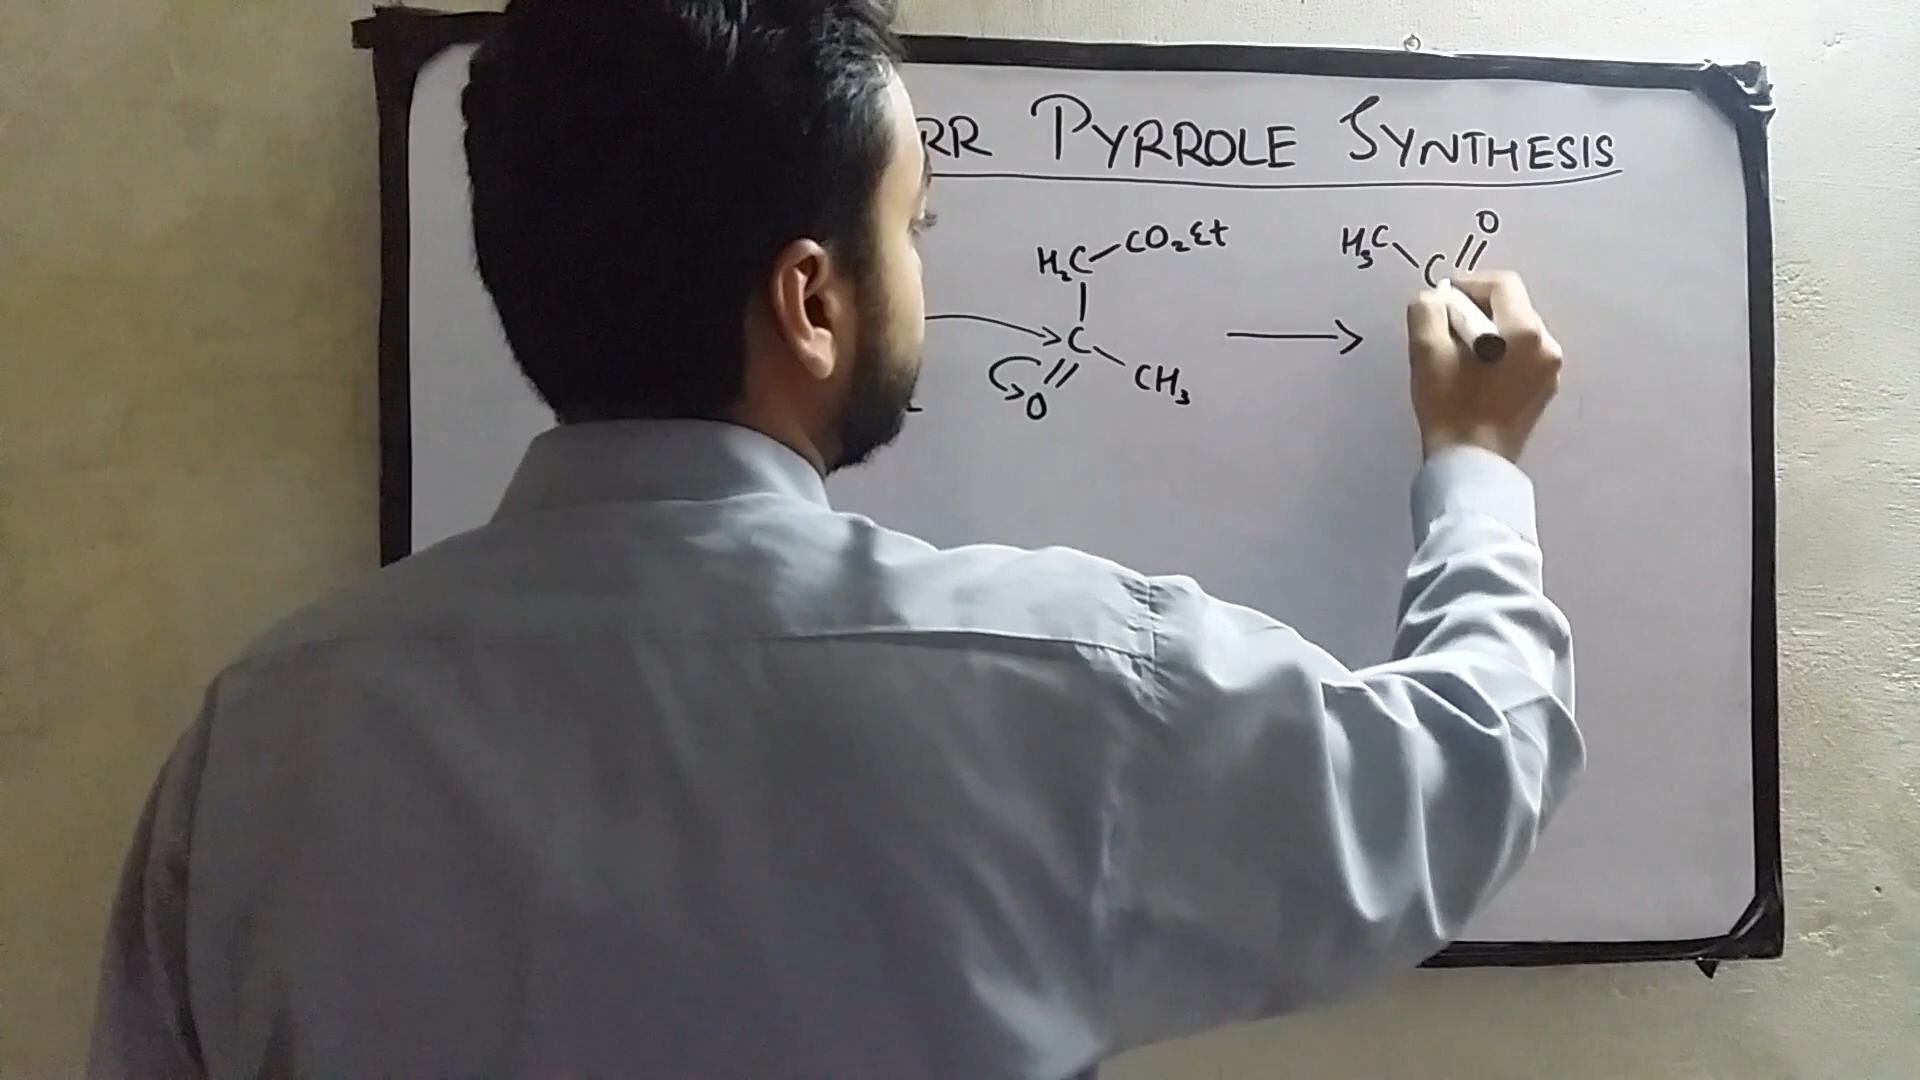 RR PYRROLE SYNTHESIS
H₃C O
H₂C CO₂Et
C
C
CH₃
O